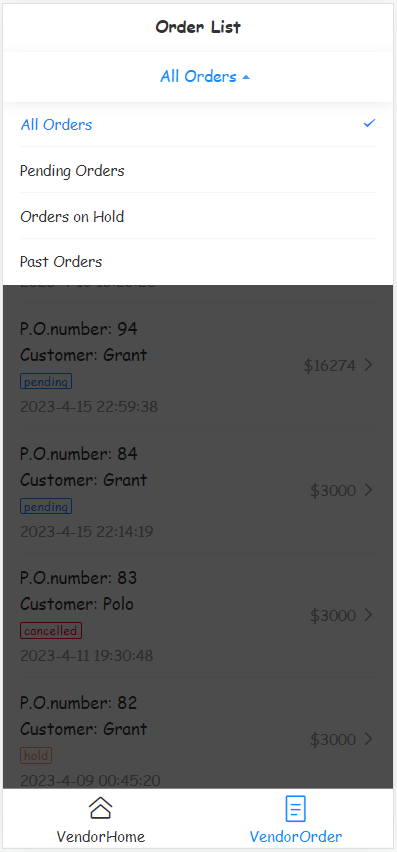 Order List
All Orders
All Orders
Pending Orders
Orders on Hold
Past Orders
P.O.number: 94
Customer: Grant
pending
$16274
2023-4-15 22:59:38
P.O.number: 84
Customer: Grant
pending
$3000
2023-4-15 22:14:19
P.O.number: 83
Customer: Polo
cancelled
$3000
2023-4-11 19:30:48
P.O.number: 82
Customer: Grant
hold
$3000
2023-4-09 00:45:20
VendorHome
VendorOrder